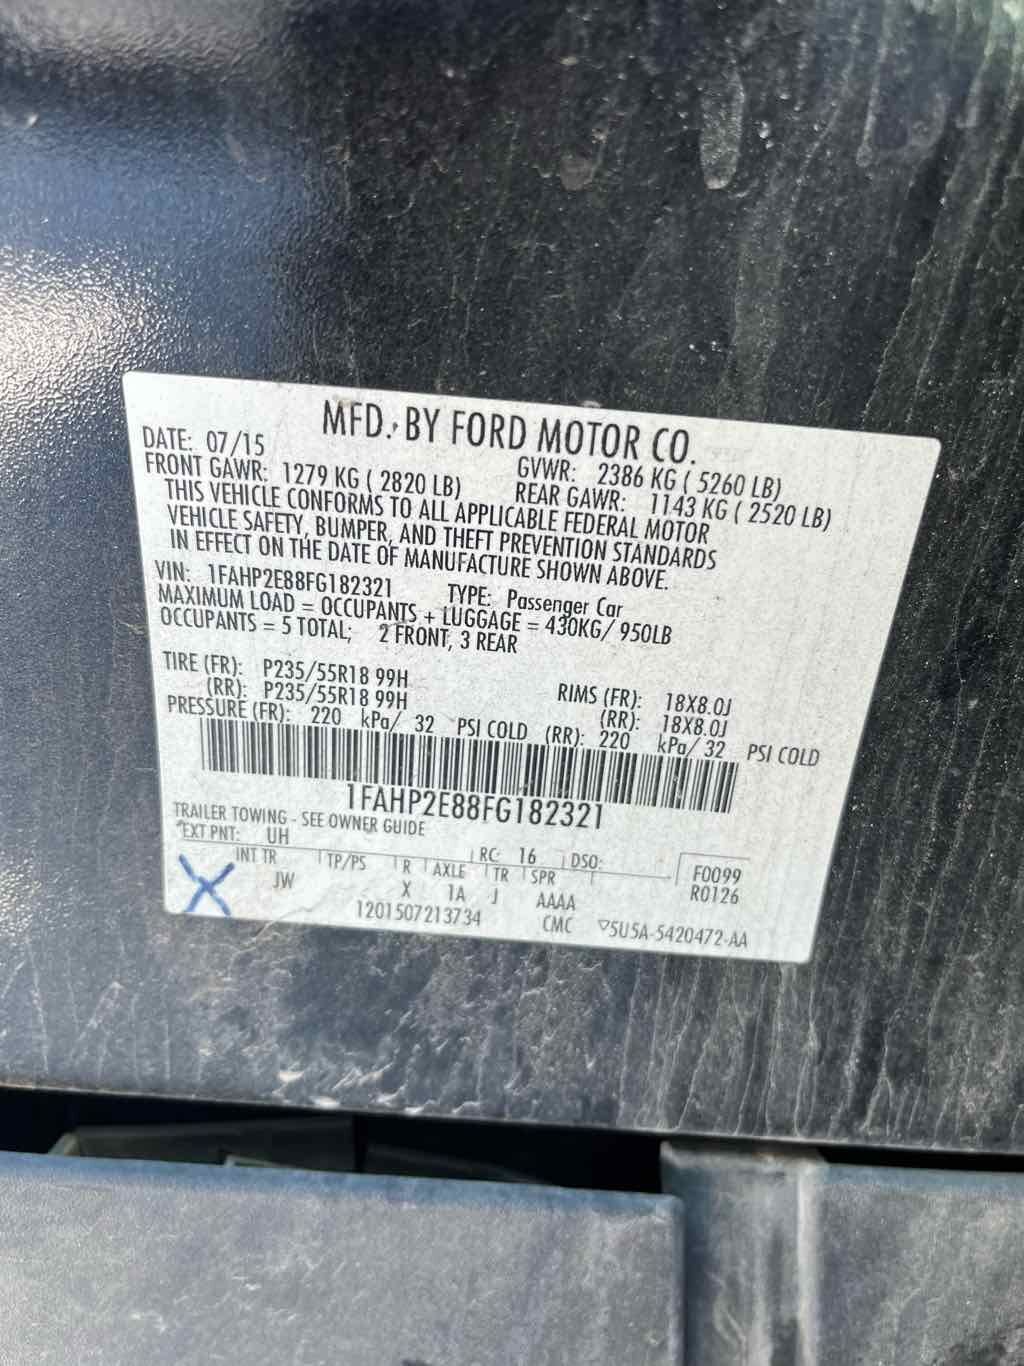 MFD. BY FORD MOTOR CO.
DATE: 07/15 GVWR: 2386 KG ( 5260 LB)
FRONT GAWR: 1279 KG ( 2820 LB) REAR GAWR: 1143 KG ( 2520 LB)
THIS VEHICLE CONFORMS TO ALL APPLICABLE FEDERAL MOTOR
VEHICLE SAFETY, BUMPER, AND THEFT PREVENTION STANDARDS
IN EFFECT ON THE DATE OF MANUFACTURE SHOWN ABOVE.
VIN: 1FAHP2E88FG182321 TYPE: Passenger Car
MAXIMUM LOAD = OCCUPANTS + LUGGAGE = 430KG/ 950LB
OCCUPANTS = 5 TOTAL; 2 FRONT, 3 REAR
TIRE (FR): P235/55R18 99H RIMS (FR): 18X8.0J
(RR): P235/55R18 99H (RR): 18X8.0J
PRESSURE (FR): 220 kPa/ 32 PSI COLD (RR): 220 kPa/ 32 PSI COLD
1FAHP2E88FG182321
TRAILER TOWING - SEE OWNER GUIDE
EXT PNT: UH RC: 16 DSO: F0099
INT TR TP/PS R AXLE TR SPR R0126
JW X 1A J AAAA
1201507213734 CMC ▽5U5A-5420472-AA